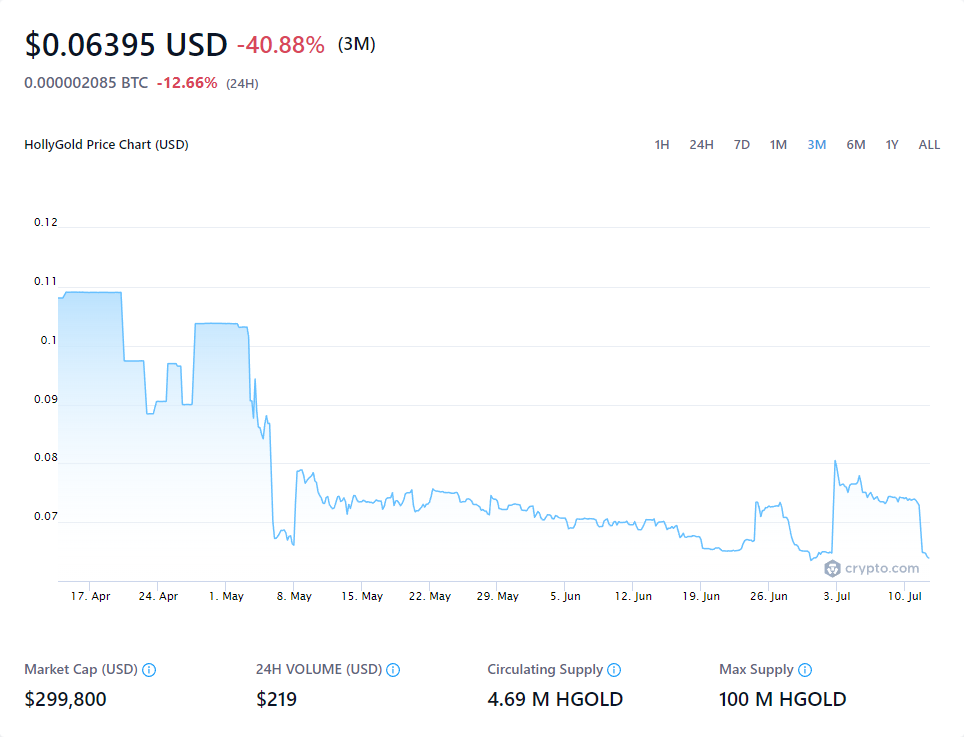 $0.06395 USD -40.88% (3M)
0.000002085 BTC -12.66% (24H)
HollyGold Price Chart (USD) 1H 24H 7D 1M 3M 6M 1Y ALL
0.12
0.11
0.1
0.09
0.08
0.07
crypto.com
17. Apr 24. Apr 1. May 8. May 15. May 22. May 29. May 5. Jun 12. Jun 19. Jun 26. Jun 3. Jul 10. Jul
Market Cap (USD) 24H VOLUME (USD) Circulating Supply Max Supply
$299,800 $219 4.69 M HGOLD 100 M HGOLD